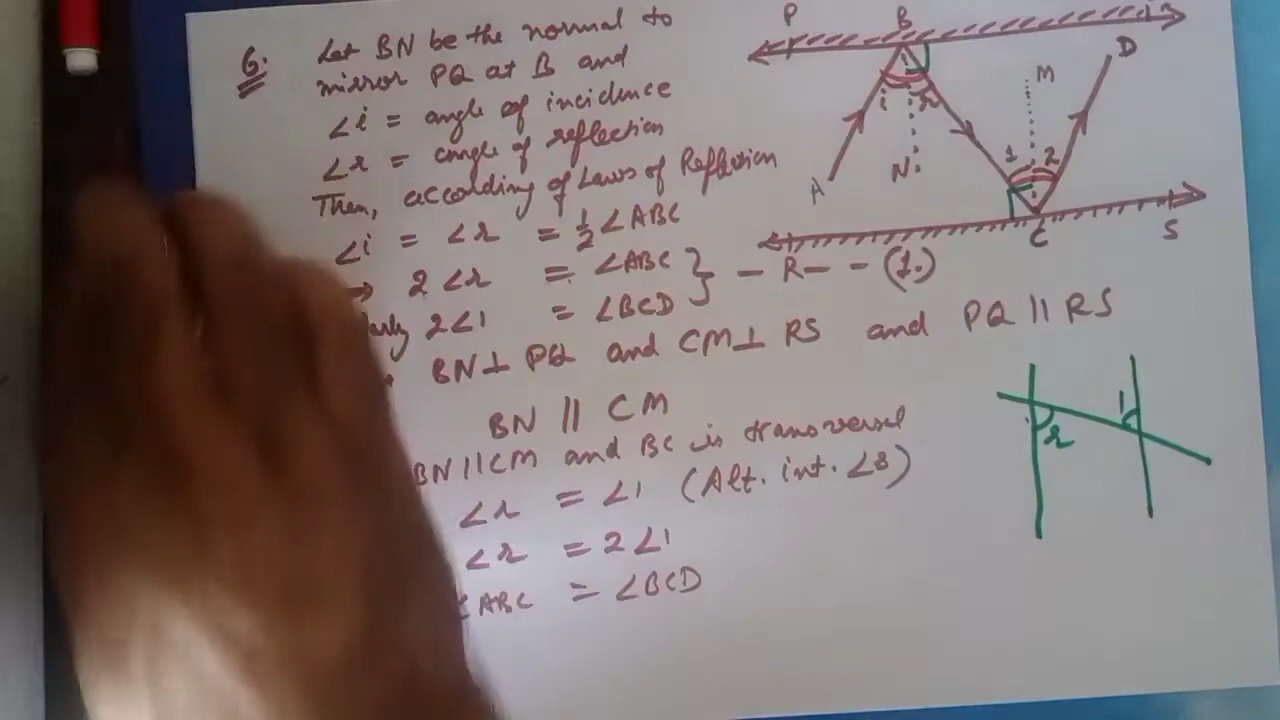 6. Let BN be the normal to
mirror PQ at B and
∠i = angle of incidence
∠r = angle of reflection
Then, according of Laws of Reflexion
∠i = ∠r = 1/2 ∠ABC
2∠r = ∠ABC } — R — — (1.)
2∠1 = ∠BCD
BN ⊥ PQ and CM ⊥ RS and PQ || RS
BN || CM
BN || CM and BC is transversal
∠r = ∠1 (Alt. int. ∠s)
∠r = 2∠1
∠ABC = ∠BCD
P
B
D
M
i
r
1
2
A
N
C
S
r
1